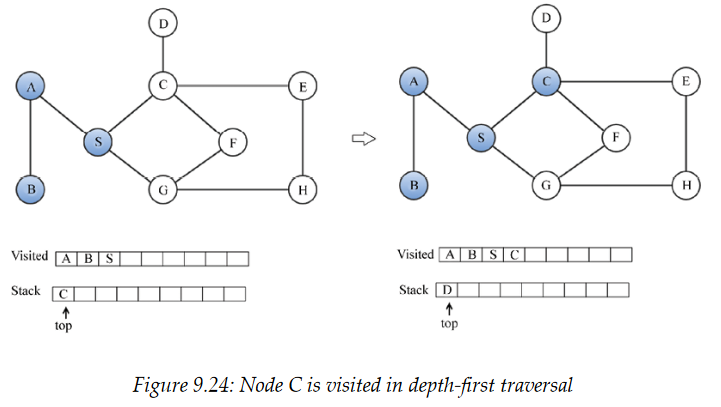 D
A
C
E
S
F
B
G
H
Visited A B S
Stack C
top
D
A
C
E
S
F
B
G
H
Visited A B S C
Stack D
top
Figure 9.24: Node C is visited in depth-first traversal